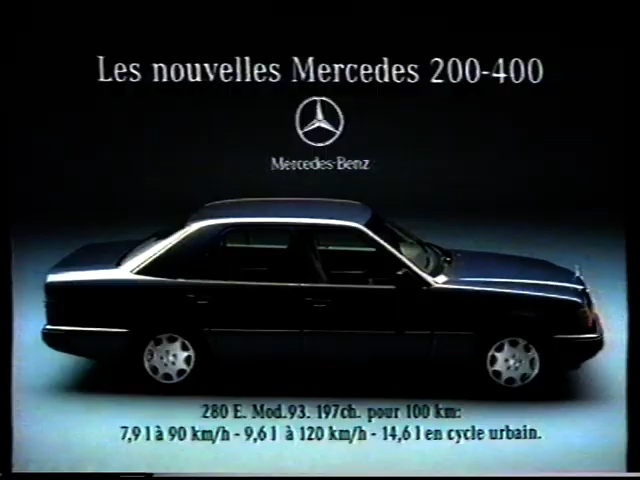 Les nouvelles Mercedes 200-400
Mercedes-Benz
280 E. Mod.93. 197ch. pour 100 km:
7,9 l à 90 km/h - 9,6 l à 120 km/h - 14,6 l en cycle urbain.